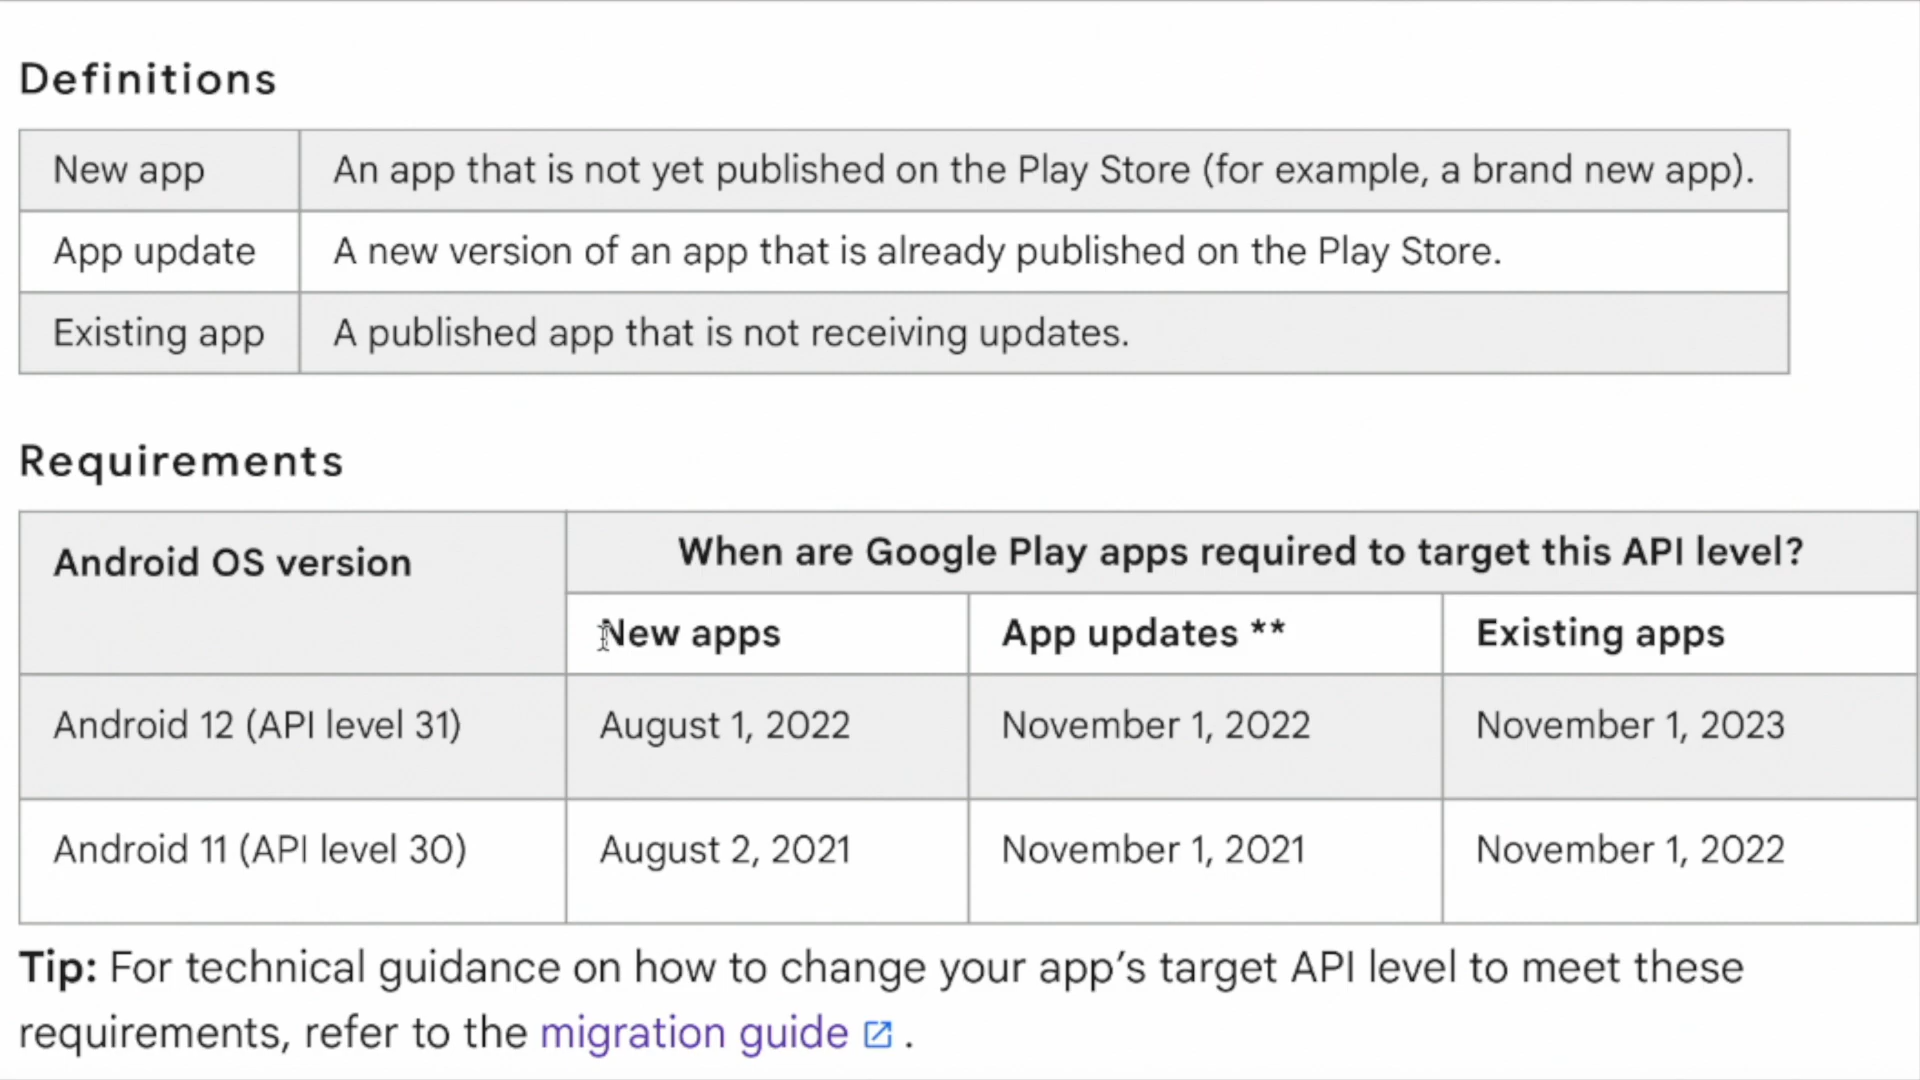 Definitions
New app An app that is not yet published on the Play Store (for example, a brand new app).
App update A new version of an app that is already published on the Play Store.
Existing app A published app that is not receiving updates.
Requirements
Android OS version When are Google Play apps required to target this API level?
New apps App updates ** Existing apps
Android 12 (API level 31) August 1, 2022 November 1, 2022 November 1, 2023
Android 11 (API level 30) August 2, 2021 November 1, 2021 November 1, 2022
Tip: For technical guidance on how to change your app’s target API level to meet these
requirements, refer to the migration guide .